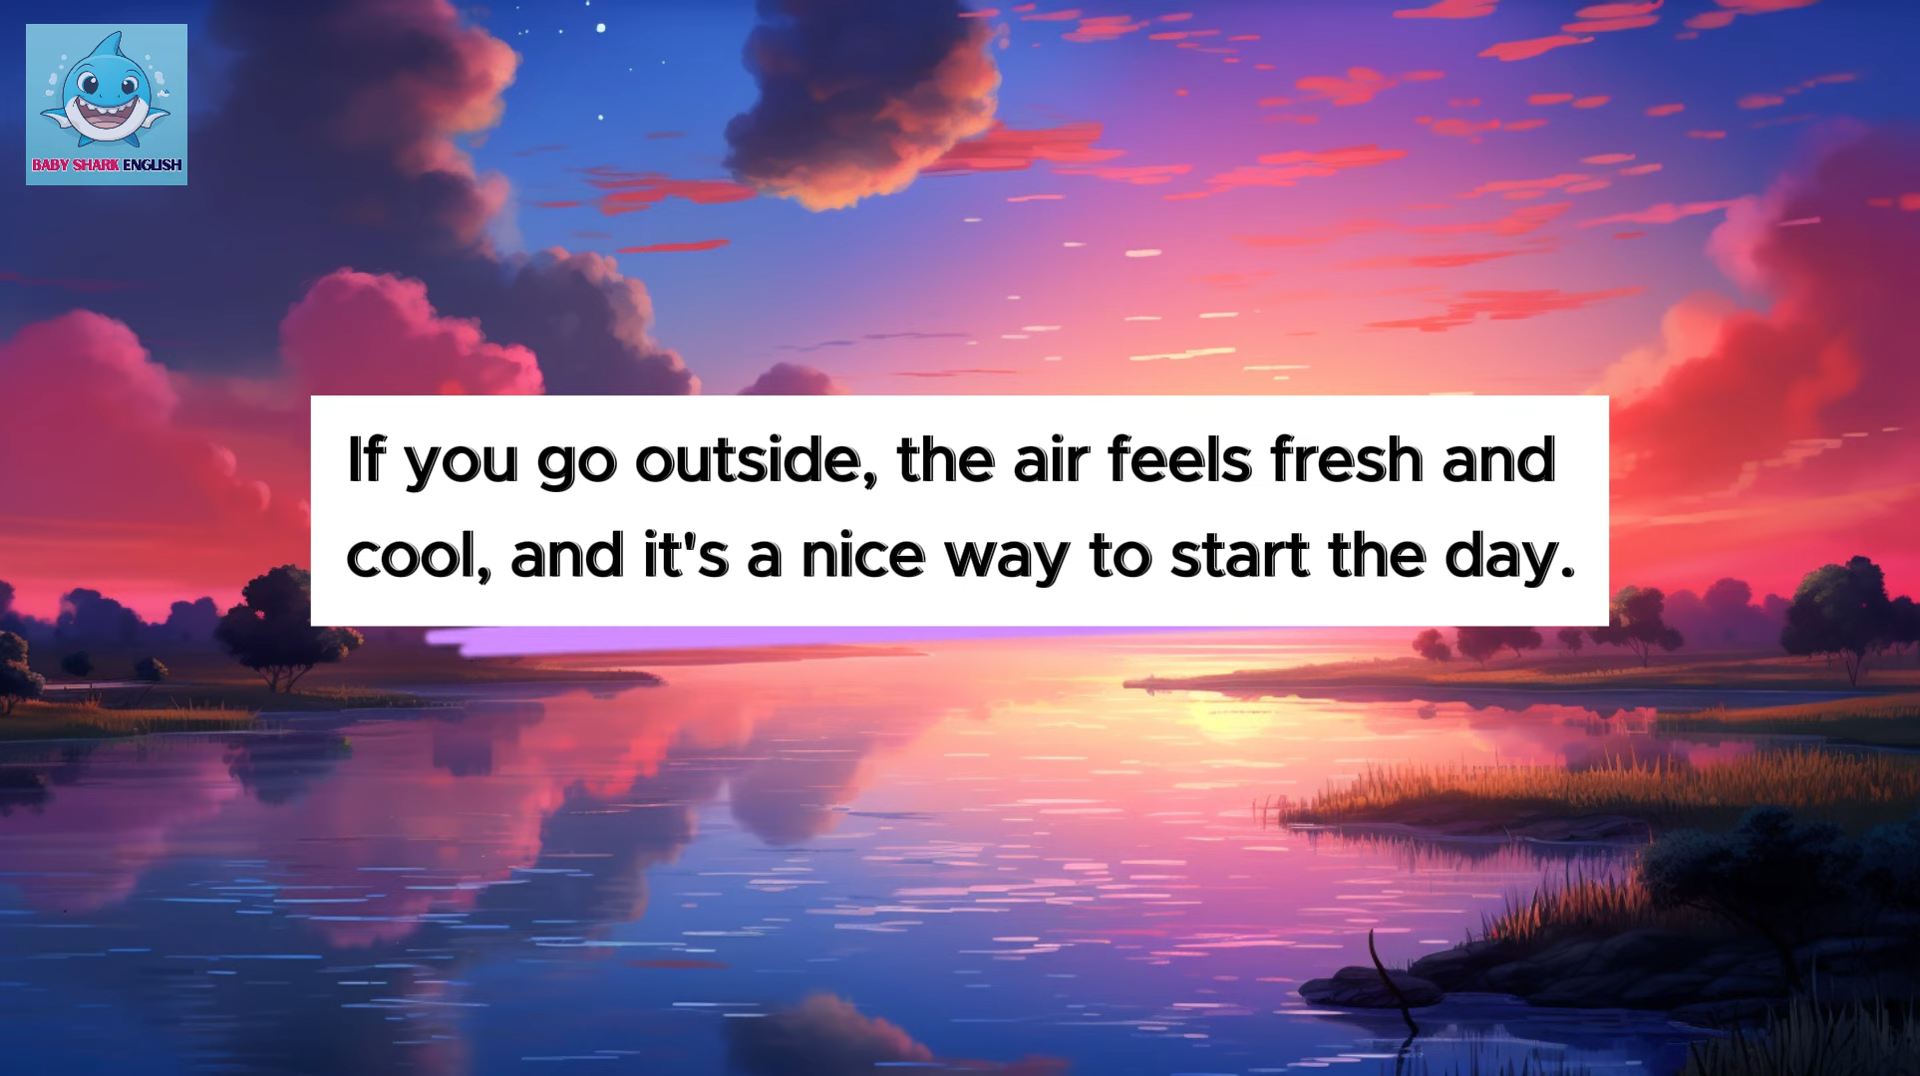 BABY SHARK ENGLISH
If you go outside, the air feels fresh and
cool, and it's a nice way to start the day.